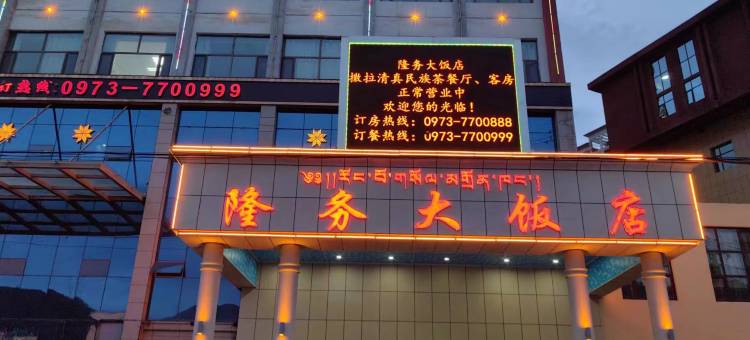 订热线：0973-7700999
隆务大饭店
撒拉清真民族茶餐厅、客房
正常营业中
欢迎您的光临！
订房热线：0973-7700888
订餐热线：0973-7700999
隆务大饭店